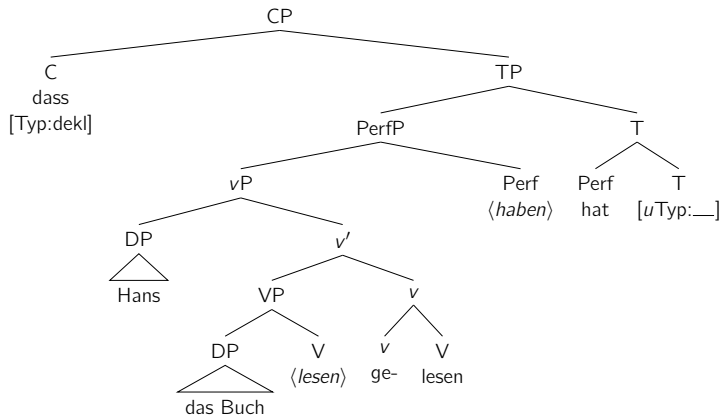 CP
C TP
dass
[Typ:dekl] PerfP T
vP Perf Perf T
⟨haben⟩ hat [uTyp:__]
DP v′
Hans VP v
DP V v V
⟨lesen⟩ ge- lesen
das Buch